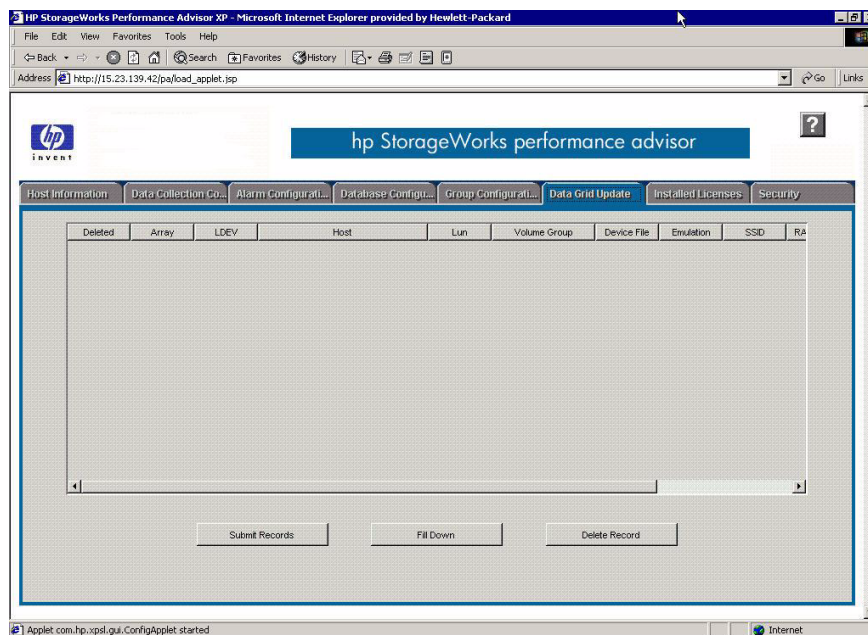 HP StorageWorks Performance Advisor XP - Microsoft Internet Explorer provided by Hewlett-Packard
File Edit View Favorites Tools Help
Back Search Favorites History
Address http://15.23.139.42/pa/load_applet.jsp Go Links
hp
invent
hp StorageWorks performance advisor
?
Host Information Data Collection Co... Alarm Configurati... Database Configu... Group Configurati... Data Grid Update Installed Licenses Security
Deleted Array LDEV Host Lun Volume Group Device File Emulation SSID RA
Submit Records Fill Down Delete Record
Applet com.hp.xpsl.gui.ConfigApplet started Internet